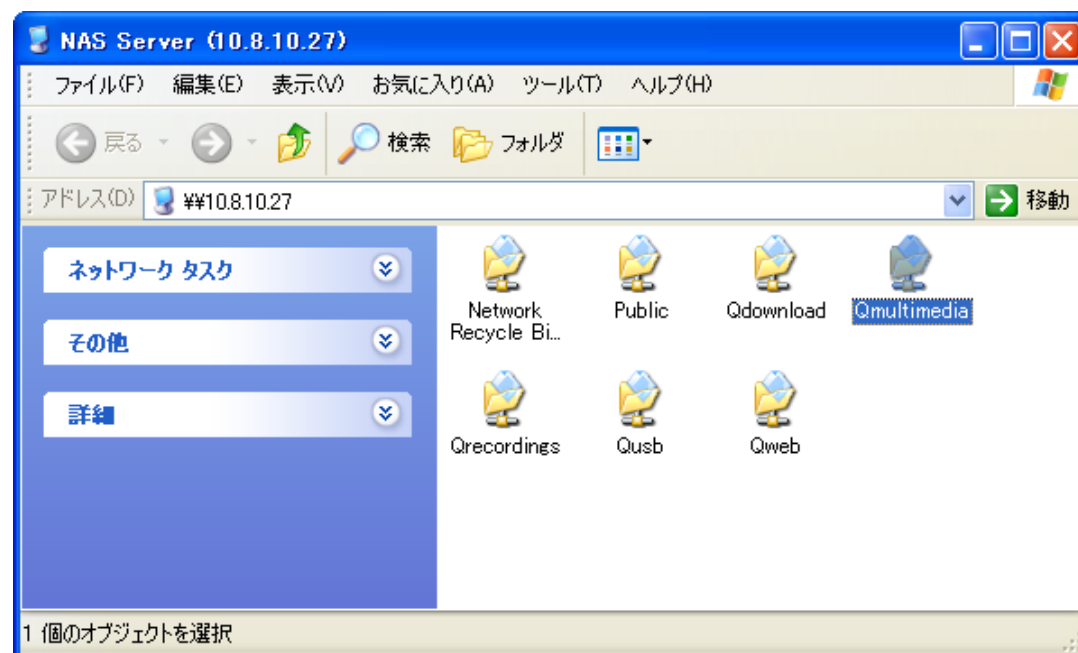 NAS Server (10.8.10.27)
ファイル(F) 編集(E) 表示(V) お気に入り(A) ツール(T) ヘルプ(H)
戻る 検索 フォルダ
アドレス(D) ¥¥10.8.10.27 移動
ネットワーク タスク
その他
詳細
Network Recycle Bi...
Public
Qdownload
Qmultimedia
Qrecordings
Qusb
Qweb
1 個のオブジェクトを選択